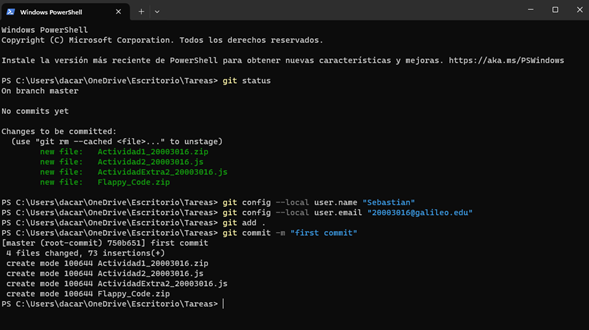 Windows PowerShell
Windows PowerShell
Copyright (C) Microsoft Corporation. Todos los derechos reservados.
Instale la versión más reciente de PowerShell para obtener nuevas características y mejoras. https://aka.ms/PSWindows
PS C:\Users\dacar\OneDrive\Escritorio\Tareas> git status
On branch master
No commits yet
Changes to be committed:
  (use "git rm --cached <file>..." to unstage)
        new file:   Actividad1_20003016.zip
        new file:   Actividad2_20003016.js
        new file:   ActividadExtra2_20003016.js
        new file:   Flappy_Code.zip
PS C:\Users\dacar\OneDrive\Escritorio\Tareas> git config --local user.name "Sebastian"
PS C:\Users\dacar\OneDrive\Escritorio\Tareas> git config --local user.email "20003016@galileo.edu"
PS C:\Users\dacar\OneDrive\Escritorio\Tareas> git add .
PS C:\Users\dacar\OneDrive\Escritorio\Tareas> git commit -m "first commit"
[master (root-commit) 750b651] first commit
 4 files changed, 73 insertions(+)
 create mode 100644 Actividad1_20003016.zip
 create mode 100644 Actividad2_20003016.js
 create mode 100644 ActividadExtra2_20003016.js
 create mode 100644 Flappy_Code.zip
PS C:\Users\dacar\OneDrive\Escritorio\Tareas>